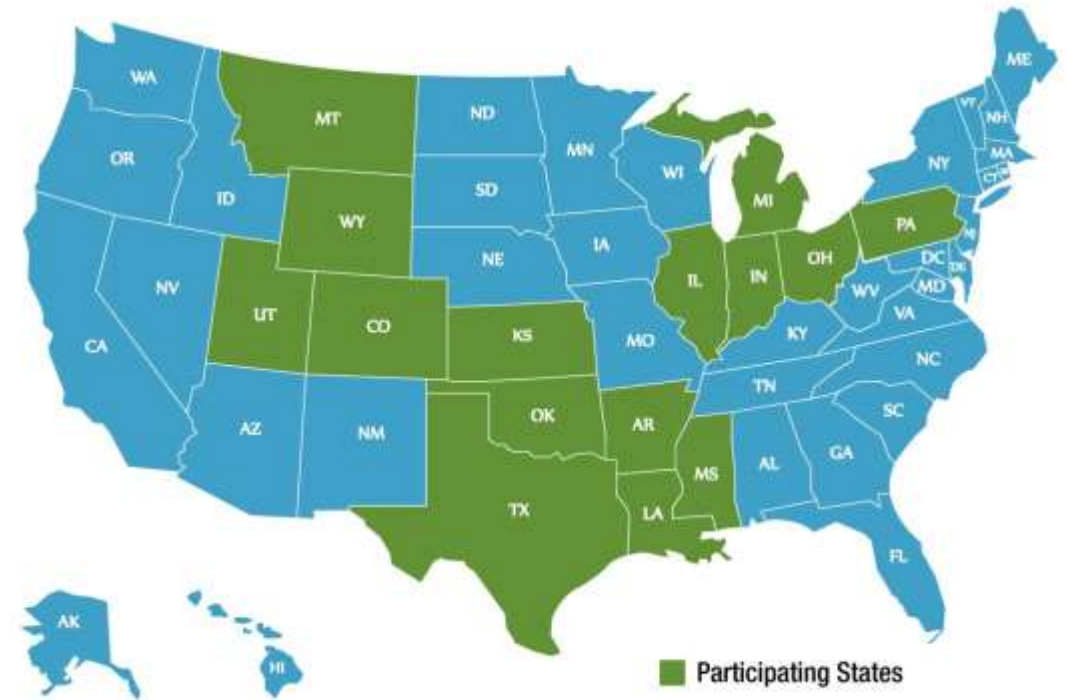 WA
ME
MT
ND
VT
NH
MN
OR
MA
NY
WI
CT
SD
ID
MI
WY
PA
NJ
IA
OH
NE
DC
DE
IN
IL
NV
MD
WV
UT
VA
CO
KS
KY
MO
CA
NC
TN
SC
OK
AR
AZ
NM
GA
AL
MS
TX
LA
FL
AK
HI
Participating States